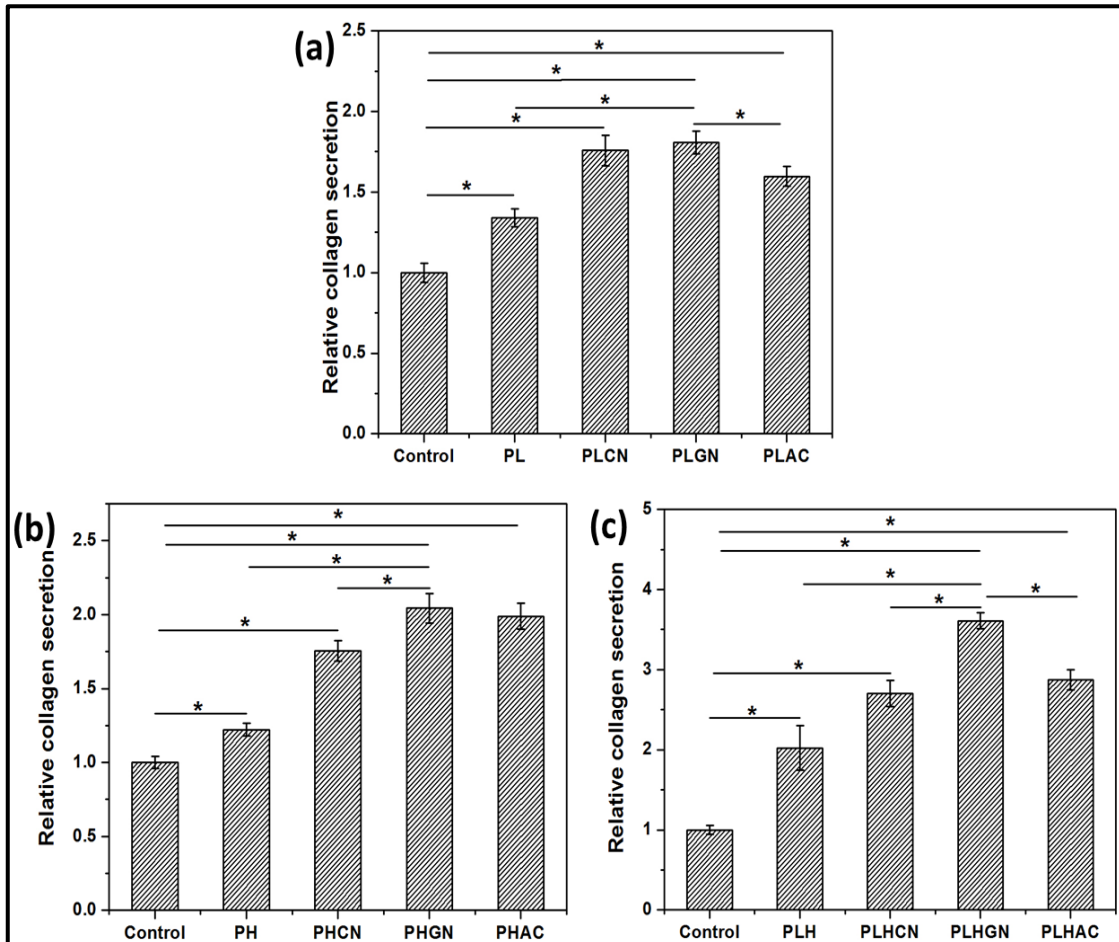 (a)
Relative collagen secretion
2.5
2.0
1.5
1.0
0.5
0.0
* * * * * *
Control PL PLCN PLGN PLAC
(b)
Relative collagen secretion
2.5
2.0
1.5
1.0
0.5
0.0
* * * * * *
Control PH PHCN PHGN PHAC
(c)
Relative collagen secretion
5
4
3
2
1
0
* * * * * * *
Control PLH PLHCN PLHGN PLHAC